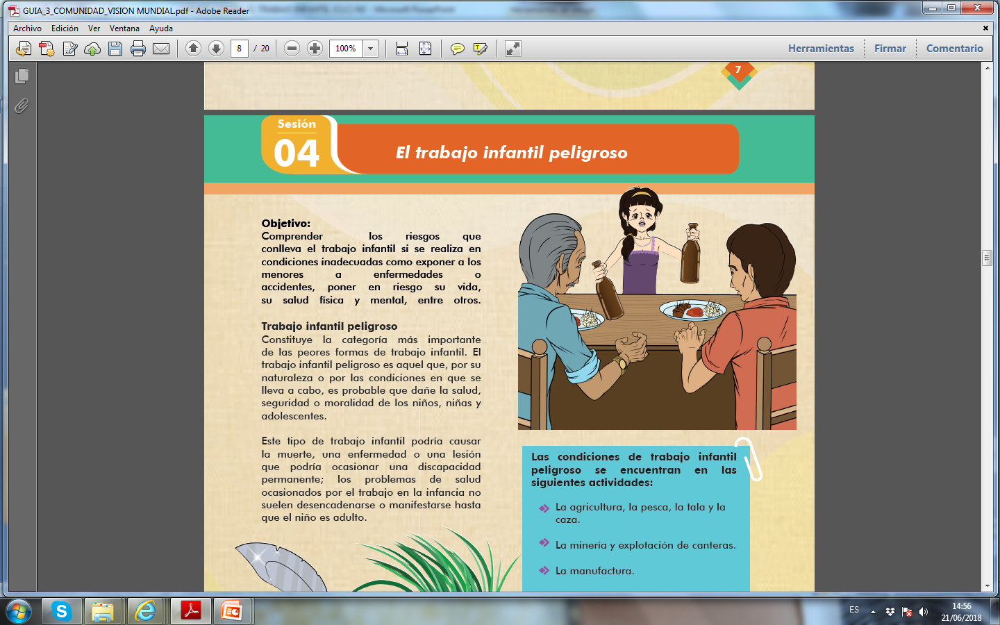 GUIA_3_COMUNIDAD_VISION MUNDIAL.pdf - Adobe Reader
Archivo Edición Ver Ventana Ayuda
8 / 20 100% Herramientas Firmar Comentario
7
Sesión
04
El trabajo infantil peligroso
Objetivo:
Comprender los riesgos que
conlleva el trabajo infantil si se realiza en
condiciones inadecuadas como exponer a los
menores a enfermedades o
accidentes, poner en riesgo su vida,
su salud física y mental, entre otros.
Trabajo infantil peligroso
Constituye la categoría más importante
de las peores formas de trabajo infantil. El
trabajo infantil peligroso es aquel que, por su
naturaleza o por las condiciones en que se
lleva a cabo, es probable que dañe la salud,
seguridad o moralidad de los niños, niñas y
adolescentes.
Este tipo de trabajo infantil podría causar
la muerte, una enfermedad o una lesión
que podría ocasionar una discapacidad
permanente; los problemas de salud
ocasionados por el trabajo en la infancia no
suelen desencadenarse o manifestarse hasta
que el niño es adulto.
Las condiciones de trabajo infantil
peligroso se encuentran en las
siguientes actividades:
La agricultura, la pesca, la tala y la
caza.
La minería y explotación de canteras.
La manufactura.
ES
14:56
21/06/2018